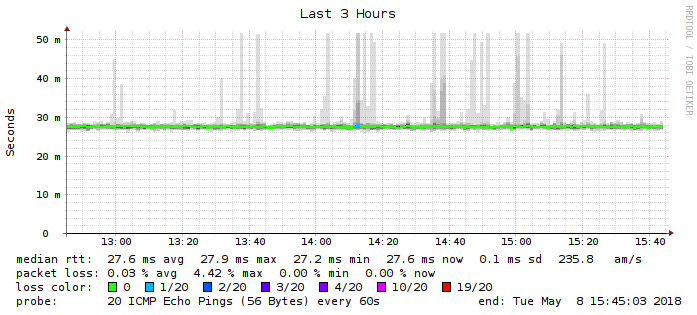 Last 3 Hours
RRDTOOL / TOBI OETIKER
Seconds
50 m
40 m
30 m
20 m
10 m
0
13:00 13:20 13:40 14:00 14:20 14:40 15:00 15:20 15:40
median rtt: 27.6 ms avg 27.9 ms max 27.2 ms min 27.6 ms now 0.1 ms sd 235.8 am/s
packet loss: 0.03 % avg 4.42 % max 0.00 % min 0.00 % now
loss color: 0 1/20 2/20 3/20 4/20 10/20 19/20
probe: 20 ICMP Echo Pings (56 Bytes) every 60s end: Tue May 8 15:45:03 2018